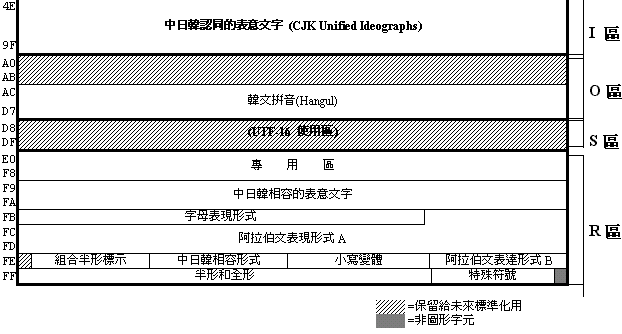 4E
中日韓認同的表意文字 (CJK Unified Ideographs)
I 區
9F
A0
AB
AC
O 區
韓文拼音(Hangul)
D7
D8
(UTF-16 使用區)
S 區
DF
E0
專 用 區
F8
F9
中日韓相容的表意文字
FA
FB
字母表現形式
R 區
FC
阿拉伯文表現形式 A
FD
FE
組合半形標示 中日韓相容形式 小寫變體 阿拉伯文表達形式 B
FF
半形和全形 特殊符號
=保留給未來標準化用
=非圖形字元